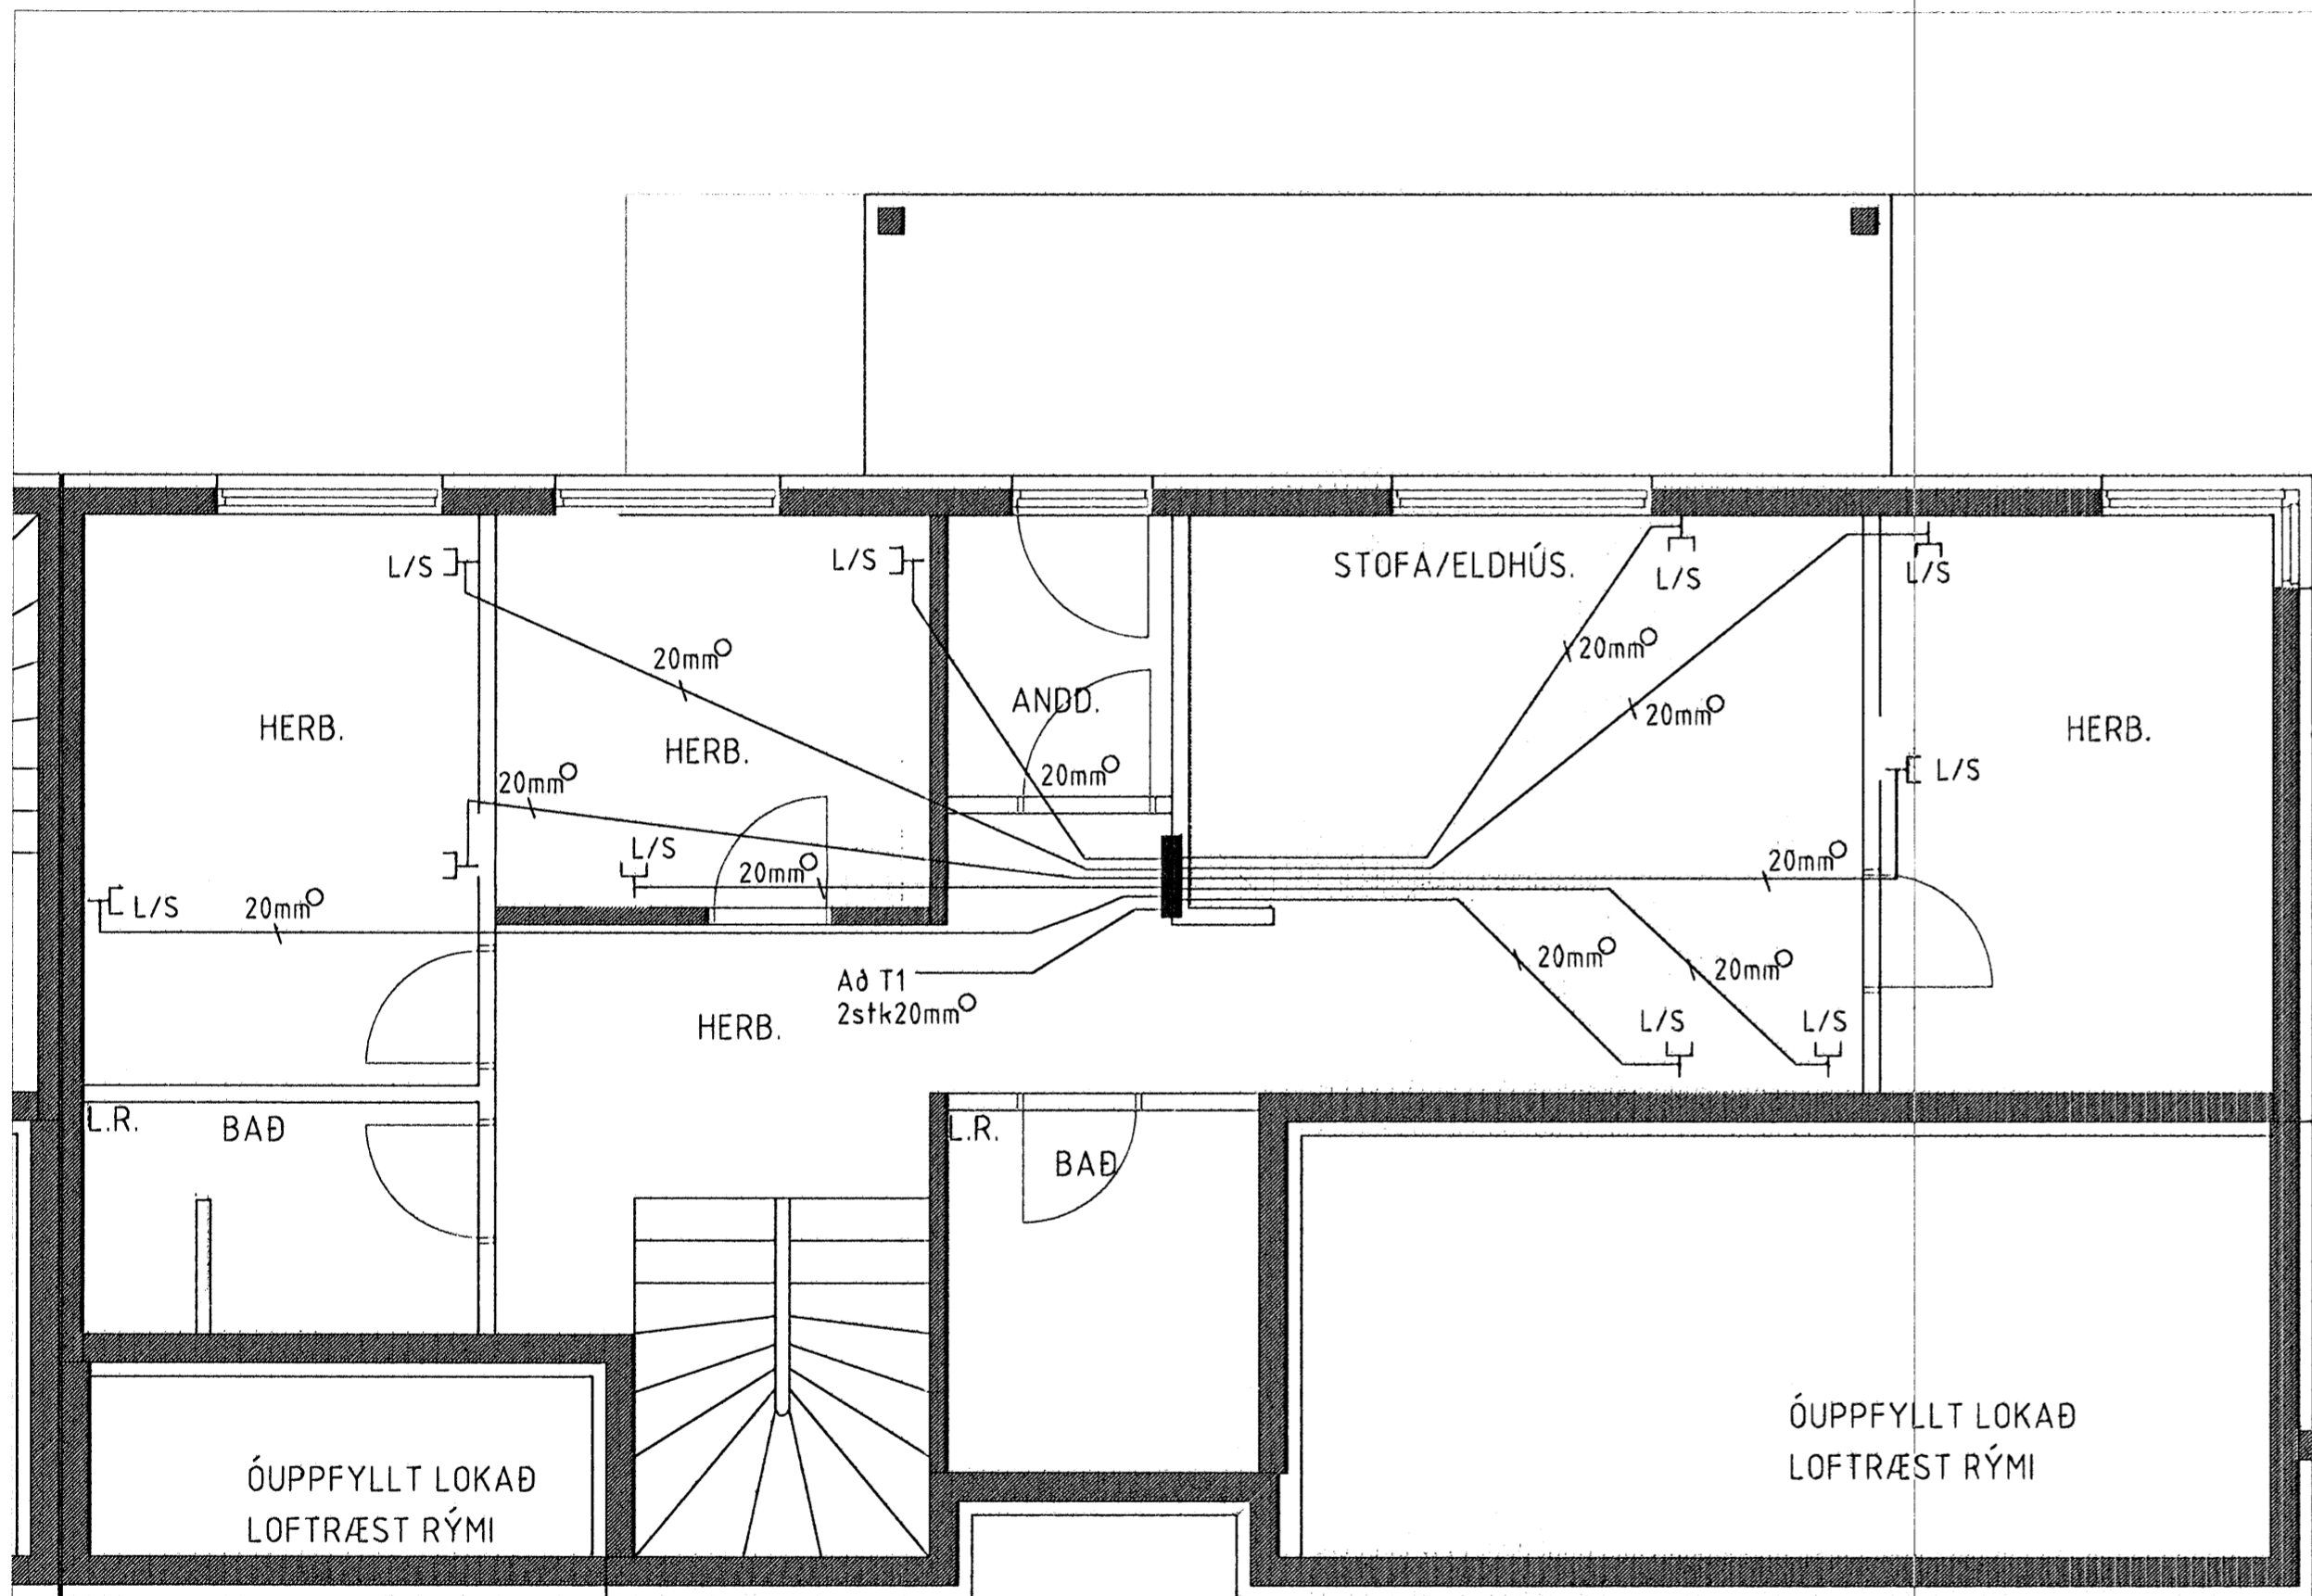 L/S
L/S
STOFA/ELDHÚS.
L/S
L/S
20mm
20mm
ANDD.
20mm
HERB.
HERB.
HERB.
20mm
20mm
L/S
L/S
20mm
20mm
L/S
20mm
20mm
20mm
Að T1
2stk20mm
HERB.
L/S
L/S
L.R.
BAÐ
L.R.
BAÐ
ÓUPPFYLLT LOKAÐ
LOFTRÆST RÝMI
ÓUPPFYLLT LOKAÐ
LOFTRÆST RÝMI